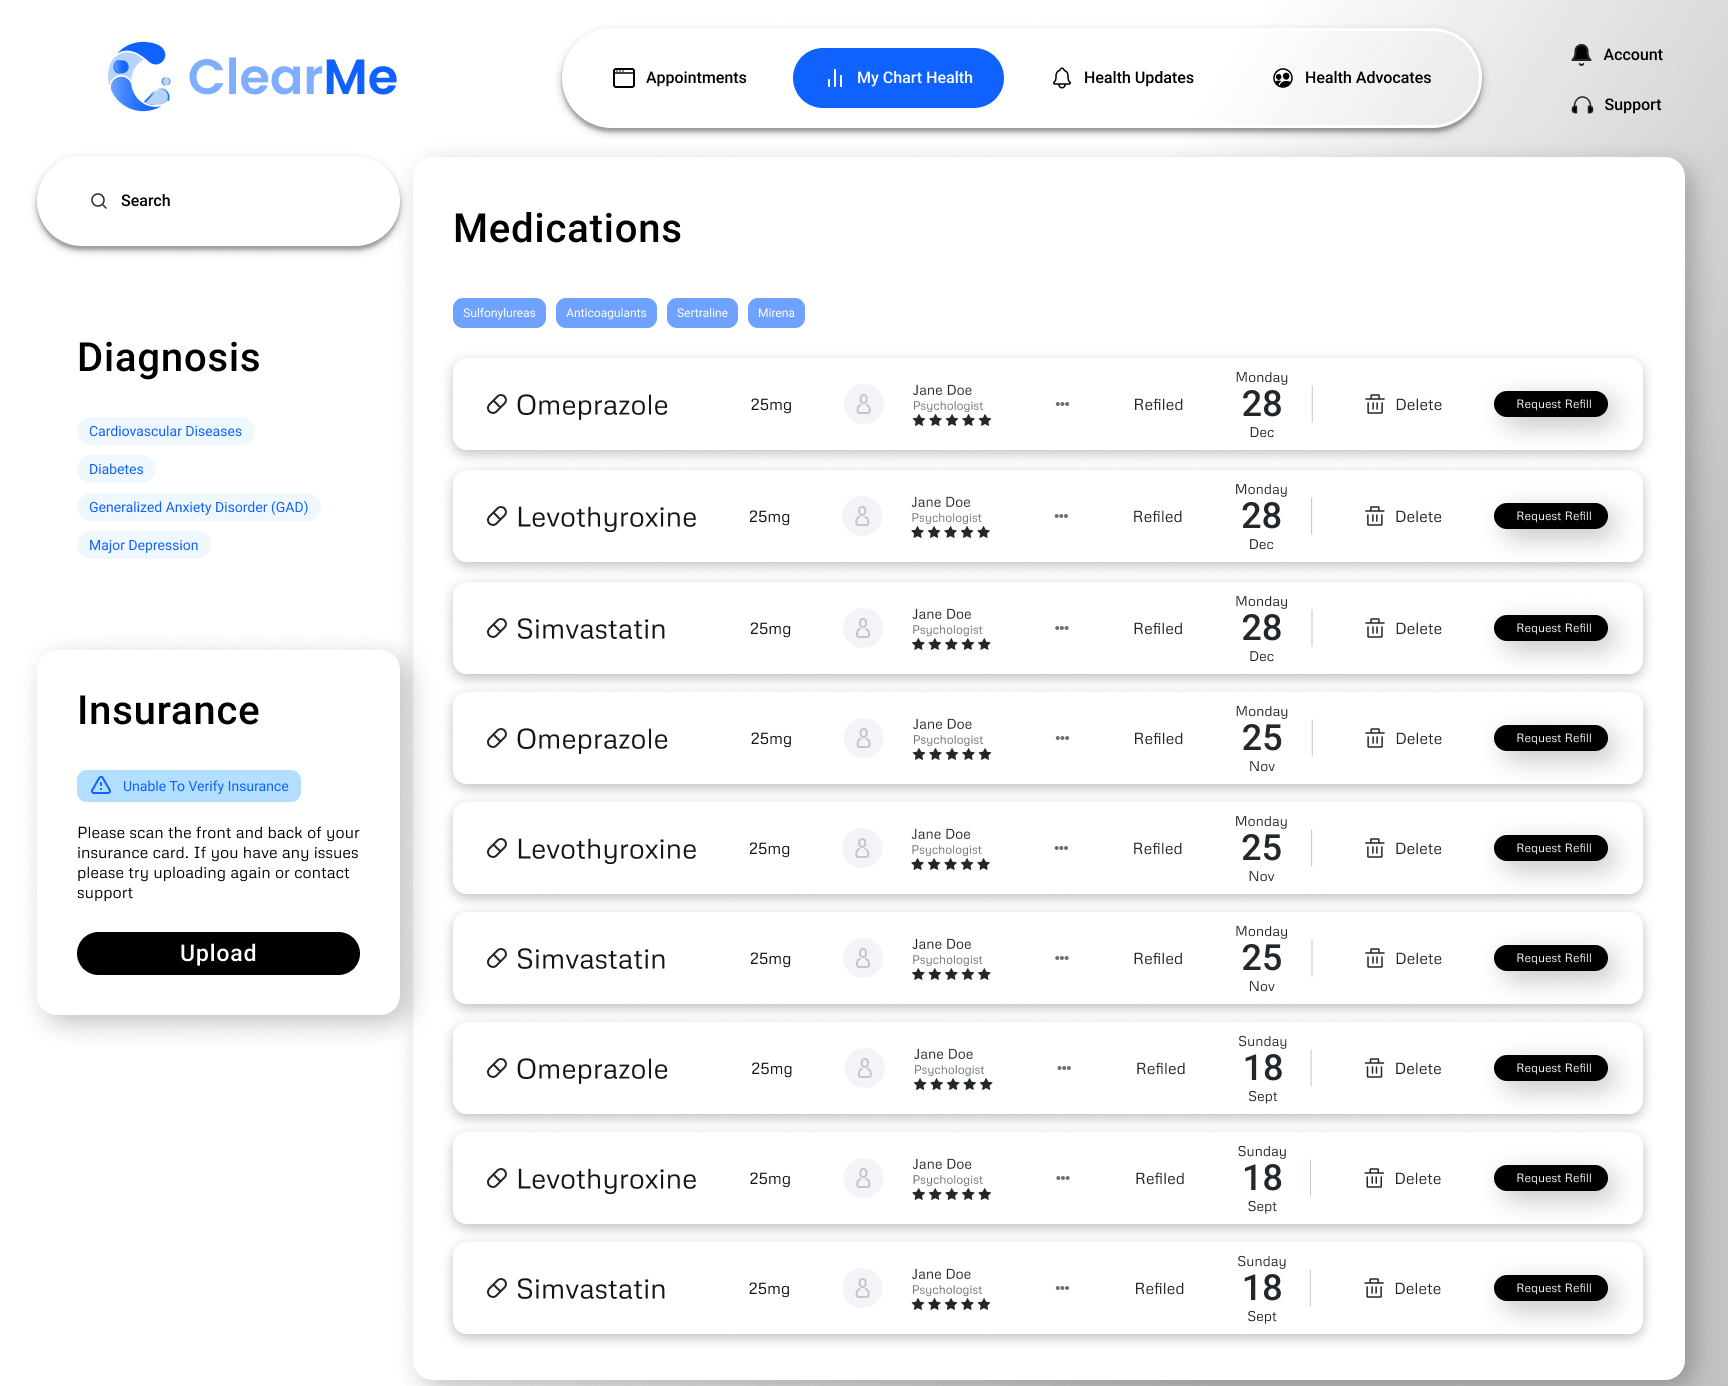 ClearMe
Appointments
My Chart Health
Health Updates
Health Advocates
Account
Support
Search
Diagnosis
Cardiovascular Diseases
Diabetes
Generalized Anxiety Disorder (GAD)
Major Depression
Insurance
Unable To Verify Insurance
Please scan the front and back of your
insurance card. If you have any issues
please try uploading again or contact
support
Upload
Medications
Sulfonylureas Anticoagulants Sertraline Mirena
Omeprazole
25mg
Jane Doe
Psychologist
Refiled
Monday
28
Dec
Delete
Request Refill
Levothyroxine
25mg
Jane Doe
Psychologist
Refiled
Monday
28
Dec
Delete
Request Refill
Simvastatin
25mg
Jane Doe
Psychologist
Refiled
Monday
28
Dec
Delete
Request Refill
Omeprazole
25mg
Jane Doe
Psychologist
Refiled
Monday
25
Nov
Delete
Request Refill
Levothyroxine
25mg
Jane Doe
Psychologist
Refiled
Monday
25
Nov
Delete
Request Refill
Simvastatin
25mg
Jane Doe
Psychologist
Refiled
Monday
25
Nov
Delete
Request Refill
Omeprazole
25mg
Jane Doe
Psychologist
Refiled
Sunday
18
Sept
Delete
Request Refill
Levothyroxine
25mg
Jane Doe
Psychologist
Refiled
Sunday
18
Sept
Delete
Request Refill
Simvastatin
25mg
Jane Doe
Psychologist
Refiled
Sunday
18
Sept
Delete
Request Refill